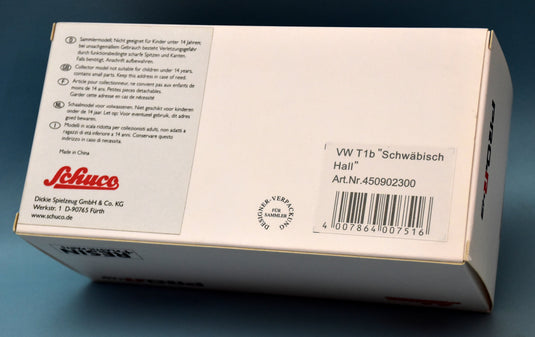 D Sammlermodell. Nicht geeignet für Kinder unter 14 Jahren;
bei unsachgemäßem Gebrauch besteht Verletzungsgefahr
durch funktionsbedingte scharfe Spitzen und Kanten.
Falls benötigt, Anschrift aufbewahren.
GB Collector model not suitable for children under 14 years,
contains small parts. Keep this address in case of need.
F Article pour collectionneur, ne convient pas aux enfants de
moins de 14 ans. Petites pieces detachables.
Garder cette adresse en cas de nécessité
NL Schaalmodel voor volwassenen. Niet geschikt voor kinderen
onder de 14 jaar. Let op: Voor eventueel gebruik, dit adres
goed bewaren.
I Modelli in scala ridotta per collezionisti adulti, non adatti a
ragazzi di età inferiore a 14 anni. Conservare questo
indirizzo in caso di necessita.
Made in China
Schuco
Dickie Spielzeug GmbH & Co. KG
Werkstr. 1 D-90765 Fürth
www.schuco.de
DESIGNER-VERPACKUNG
FÜR
SAMMLER
VW T1b "Schwäbisch
Hall"
Art.Nr.450902300
4 007864 007516
PRO.R
RESIN
PRO.R